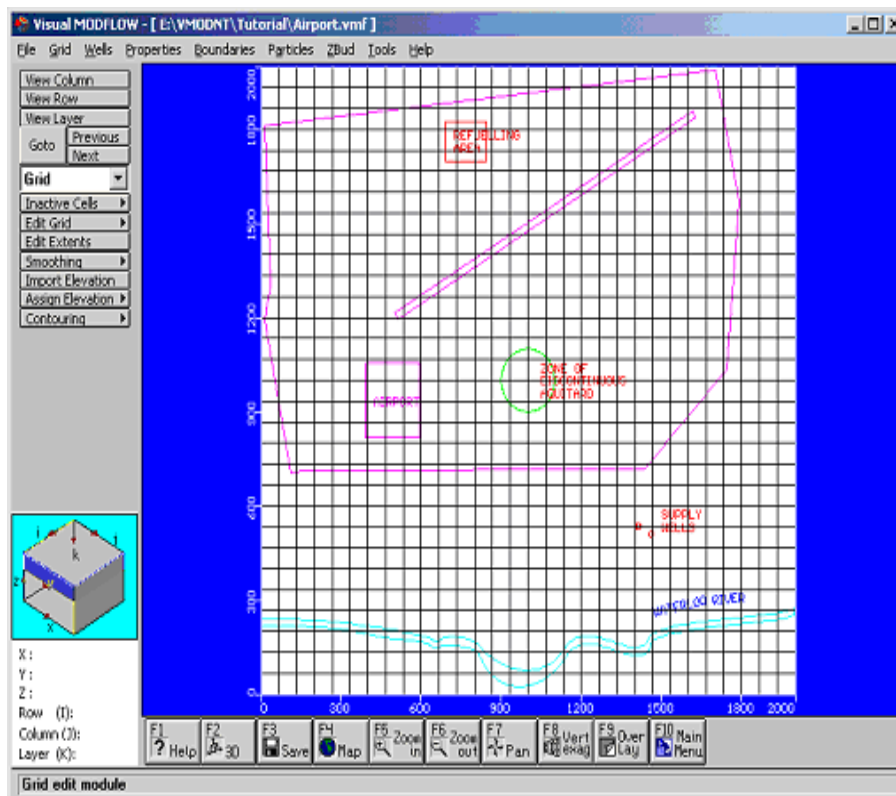 Visual MODFLOW - [ E:\VMODNT\Tutorial\Airport.vmf ]
File Grid Wells Properties Boundaries Particles ZBud Tools Help
View Column
View Row
View Layer
Goto
Previous
Next
Grid
Inactive Cells
Edit Grid
Edit Extents
Smoothing
Import Elevation
Assign Elevation
Contouring
2000
1800
1500
1200
900
600
300
0
REFUELLING
AREA
ZONE OF
DISCONTINUOUS
AQUITARD
AIRPORT
SUPPLY
WELLS
WATERLOO RIVER
0 300 600 900 1200 1500 1800 2000
i j
k
z
y
x
X :
Y :
Z :
Row (I):
Column (J):
Layer (K):
F1 ? Help
F2 3D
F3 Save
F4 Map
F5 Zoom in
F6 Zoom out
F7 Pan
F8 Vert exag
F9 Over Lay
F10 Main Menu
Grid edit module